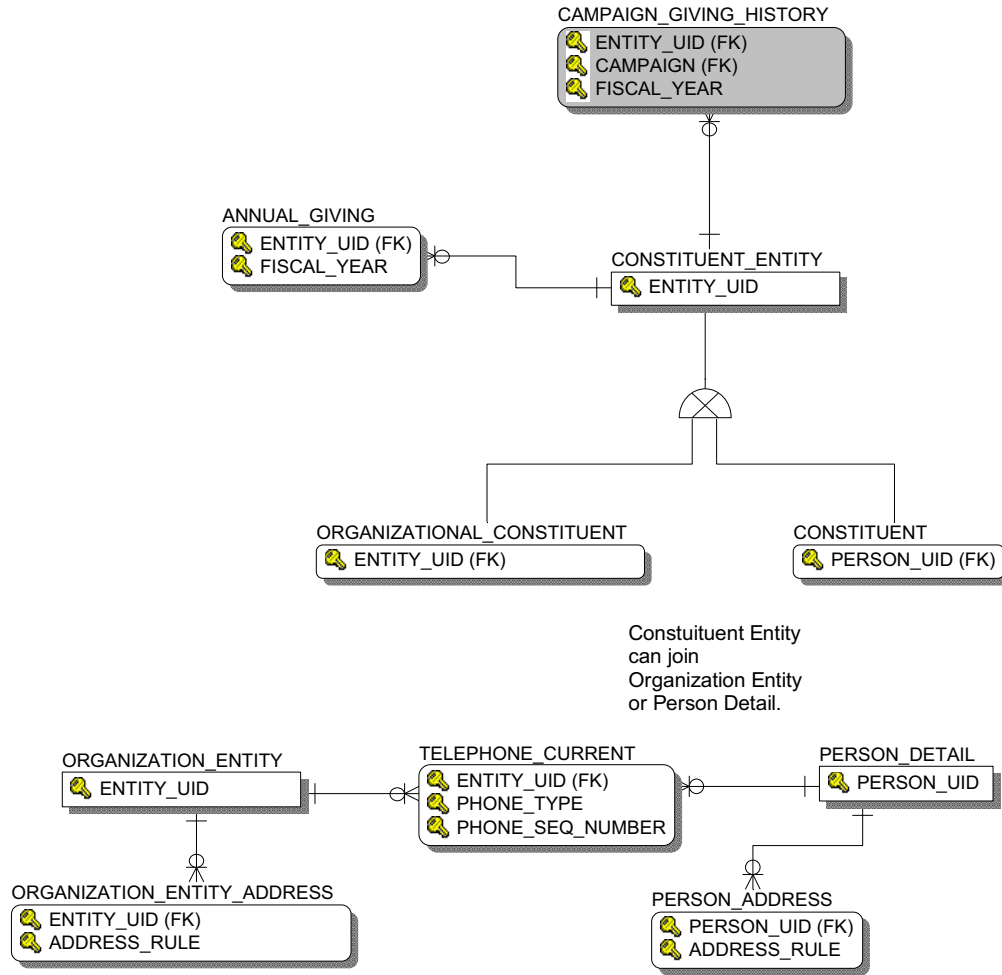 CAMPAIGN_GIVING_HISTORY
ENTITY_UID (FK)
CAMPAIGN (FK)
FISCAL_YEAR
ANNUAL_GIVING
ENTITY_UID (FK)
FISCAL_YEAR
CONSTITUENT_ENTITY
ENTITY_UID
ORGANIZATIONAL_CONSTITUENT
ENTITY_UID (FK)
CONSTITUENT
PERSON_UID (FK)
Constuituent Entity
can join
Organization Entity
or Person Detail.
ORGANIZATION_ENTITY
ENTITY_UID
TELEPHONE_CURRENT
ENTITY_UID (FK)
PHONE_TYPE
PHONE_SEQ_NUMBER
PERSON_DETAIL
PERSON_UID
ORGANIZATION_ENTITY_ADDRESS
ENTITY_UID (FK)
ADDRESS_RULE
PERSON_ADDRESS
PERSON_UID (FK)
ADDRESS_RULE